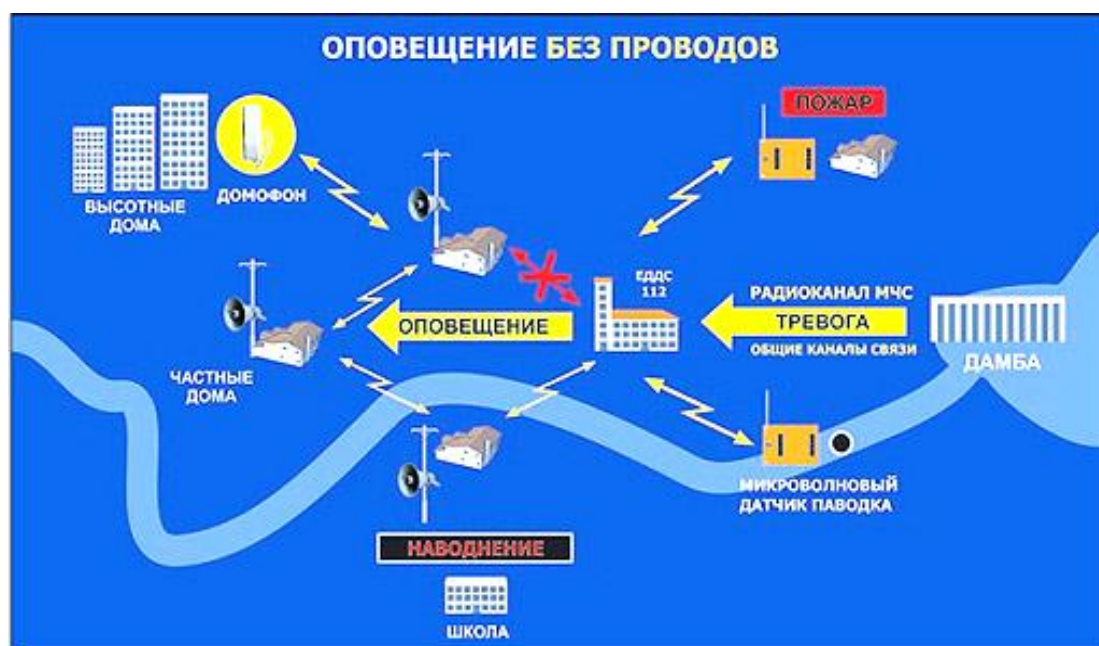 ОПОВЕЩЕНИЕ БЕЗ ПРОВОДОВ
ПОЖАР
ДОМОФОН
ВЫСОТНЫЕ
ДОМА
ЕДДС
112
РАДИОКАНАЛ МЧС
ОПОВЕЩЕНИЕ
ТРЕВОГА
ОБЩИЕ КАНАЛЫ СВЯЗИ
ДАМБА
ЧАСТНЫЕ
ДОМА
МИКРОВОЛНОВЫЙ
ДАТЧИК ПАВОДКА
НАВОДНЕНИЕ
ШКОЛА